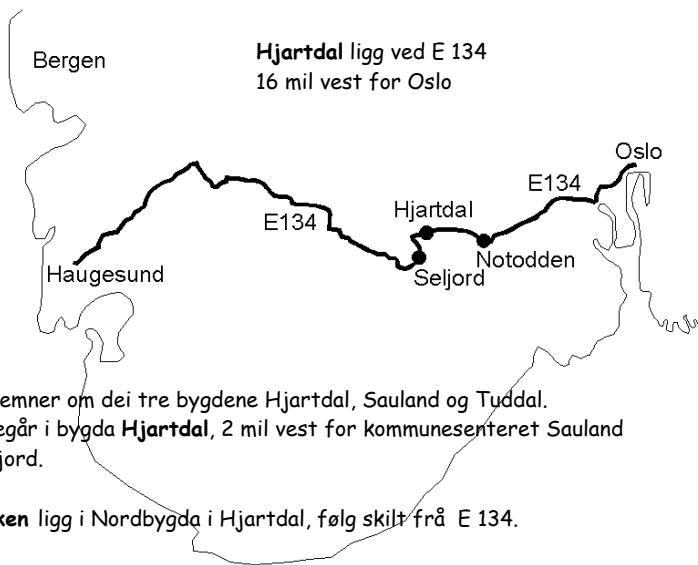 Bergen
Hjartdal ligg ved E 134
16 mil vest for Oslo
Oslo
E134
Hjartdal
E134
Notodden
Haugesund
Seljord
emner om dei tre bygdene Hjartdal, Sauland og Tuddal.
egår i bygda Hjartdal, 2 mil vest for kommunesenteret Sauland
jord.
ken ligg i Nordbygda i Hjartdal, følg skilt frå E 134.